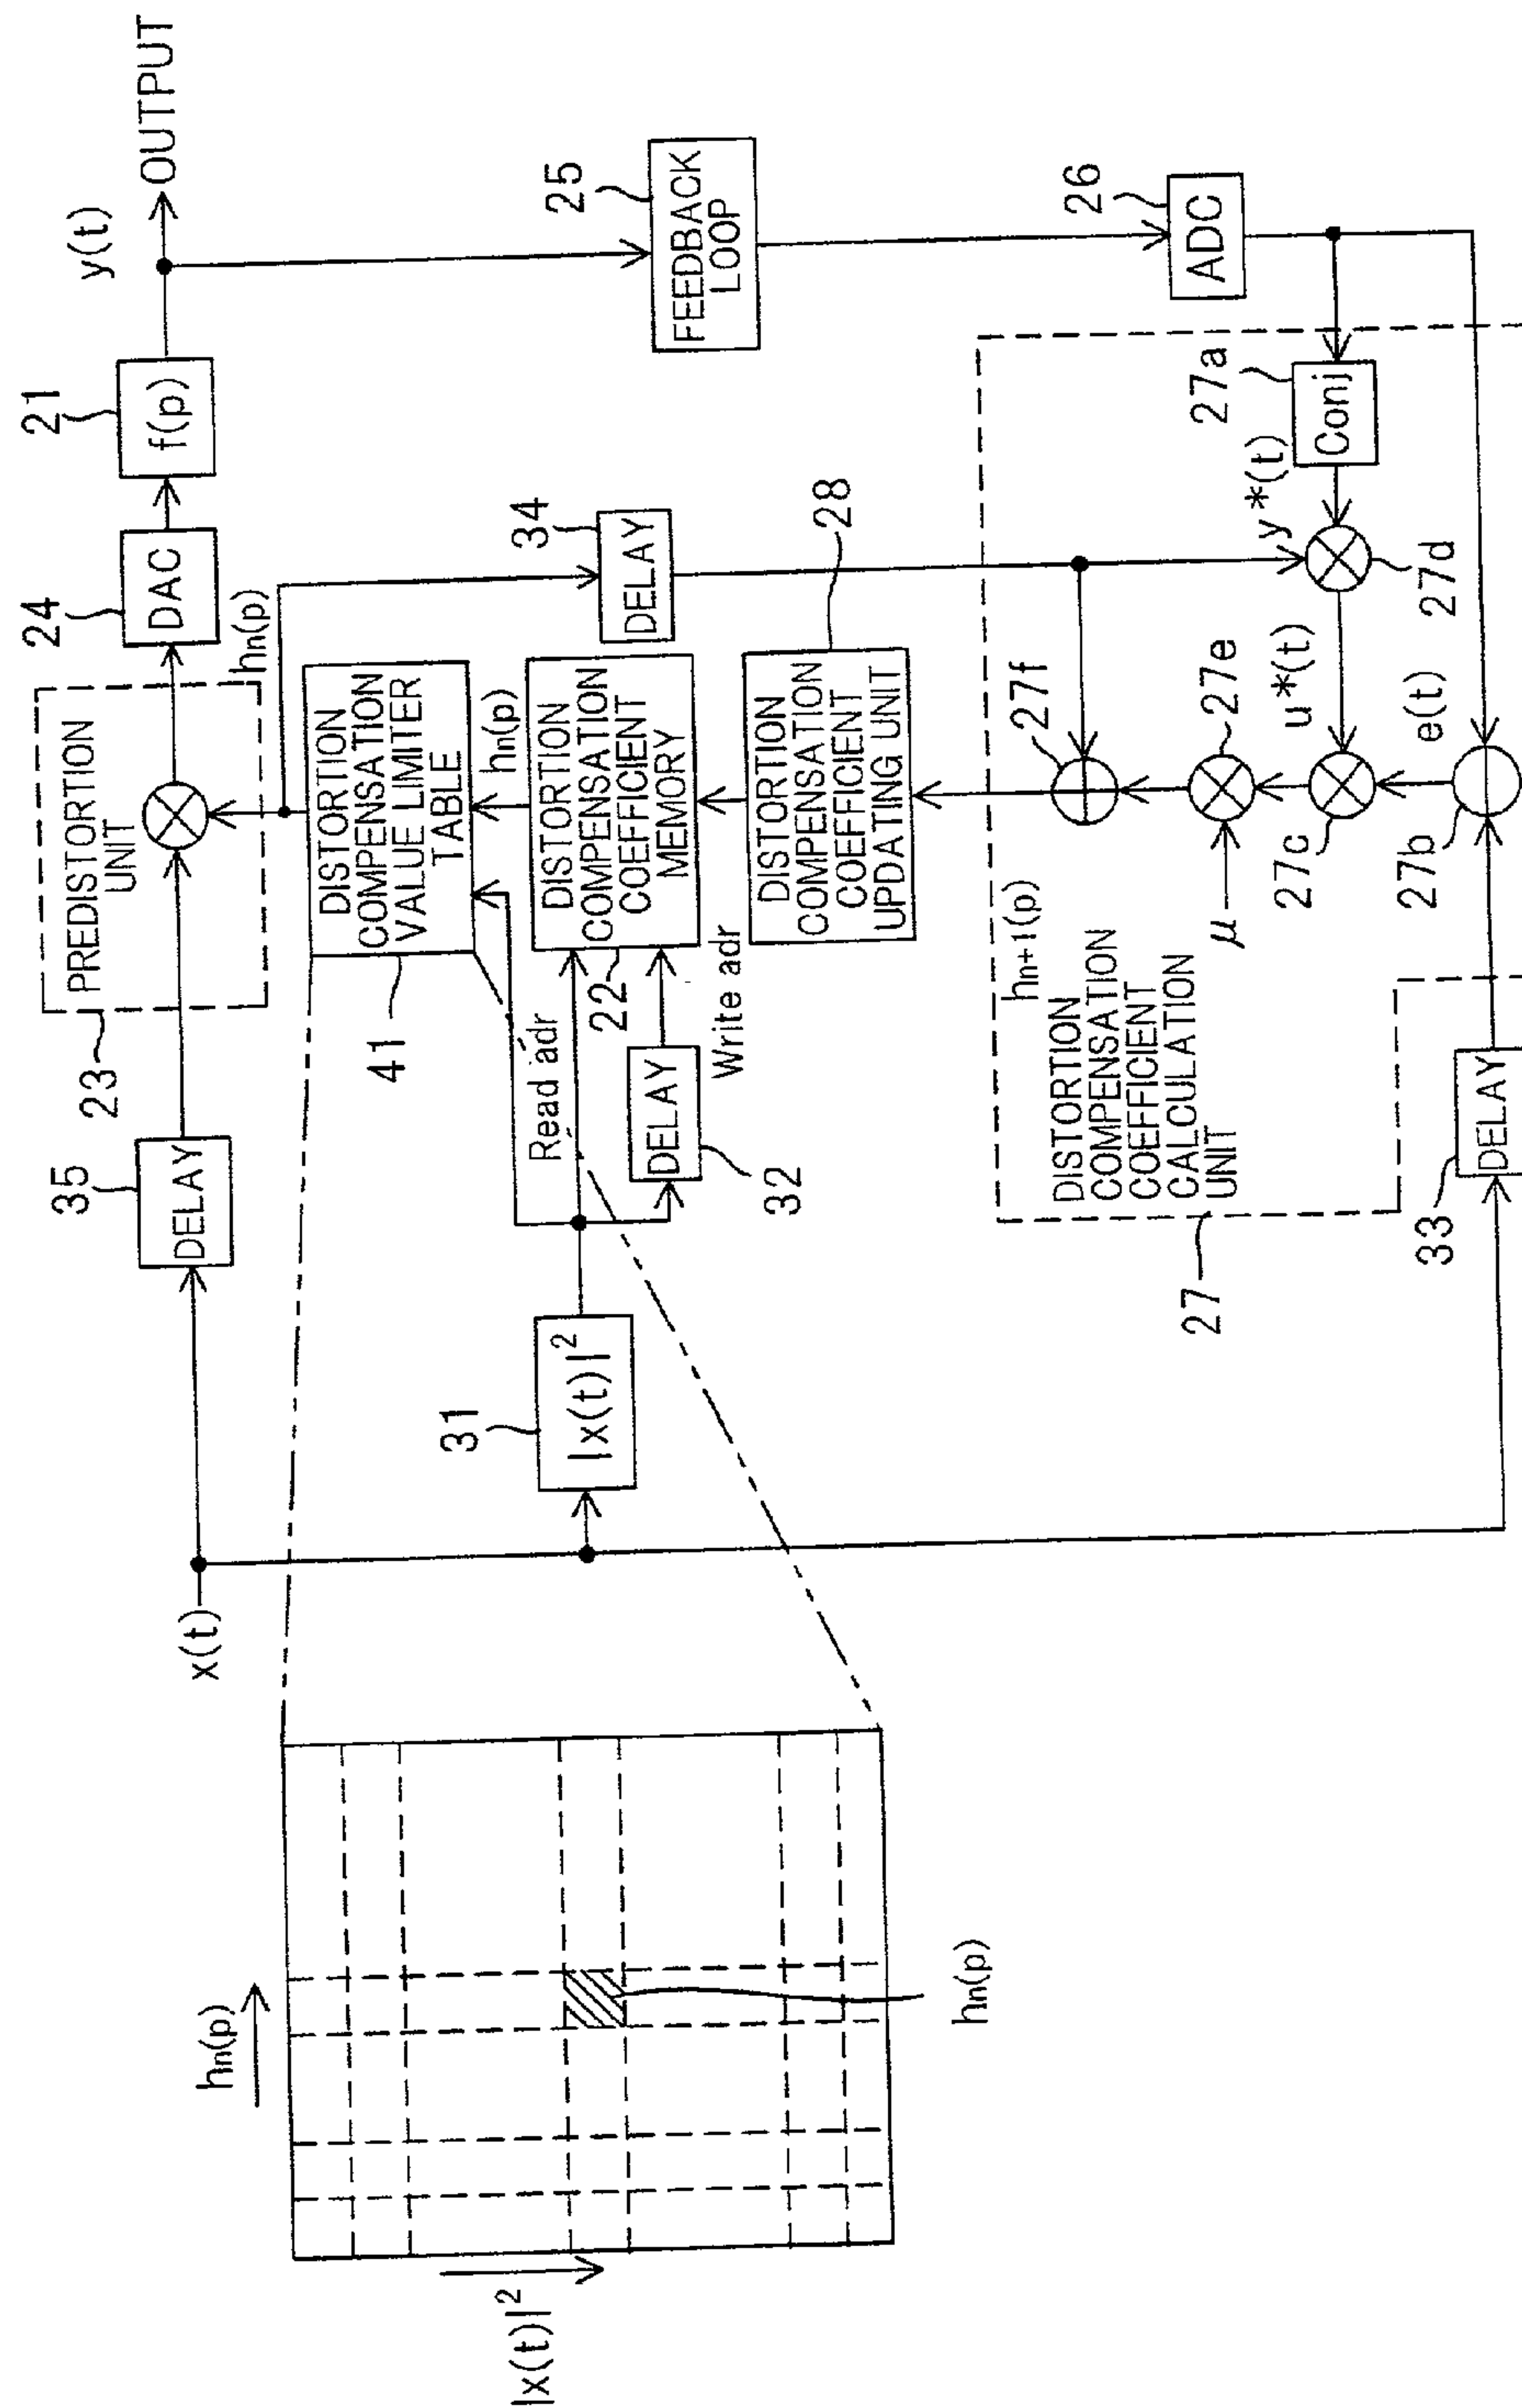 x(t)
35
DELAY
23
PREDISTORTION
UNIT
24
DAC
21
f(p)
y(t)
OUTPUT
hn(p)
41
DISTORTION
COMPENSATION
VALUE LIMITER
TABLE
hn(p)
34
DELAY
25
FEEDBACK
LOOP
31
|x(t)|2
Read adr
DELAY
32
Write adr
22
DISTORTION
COMPENSATION
COEFFICIENT
MEMORY
28
DISTORTION
COMPENSATION
COEFFICIENT
UPDATING UNIT
26
ADC
hn+1(p)
DISTORTION
COMPENSATION
COEFFICIENT
CALCULATION
UNIT
27
27f
μ
27e
27c
u*(t)
y*(t)
27a
Conj
27d
e(t)
27b
33
DELAY
hn(p)
|x(t)|2
hn(p)